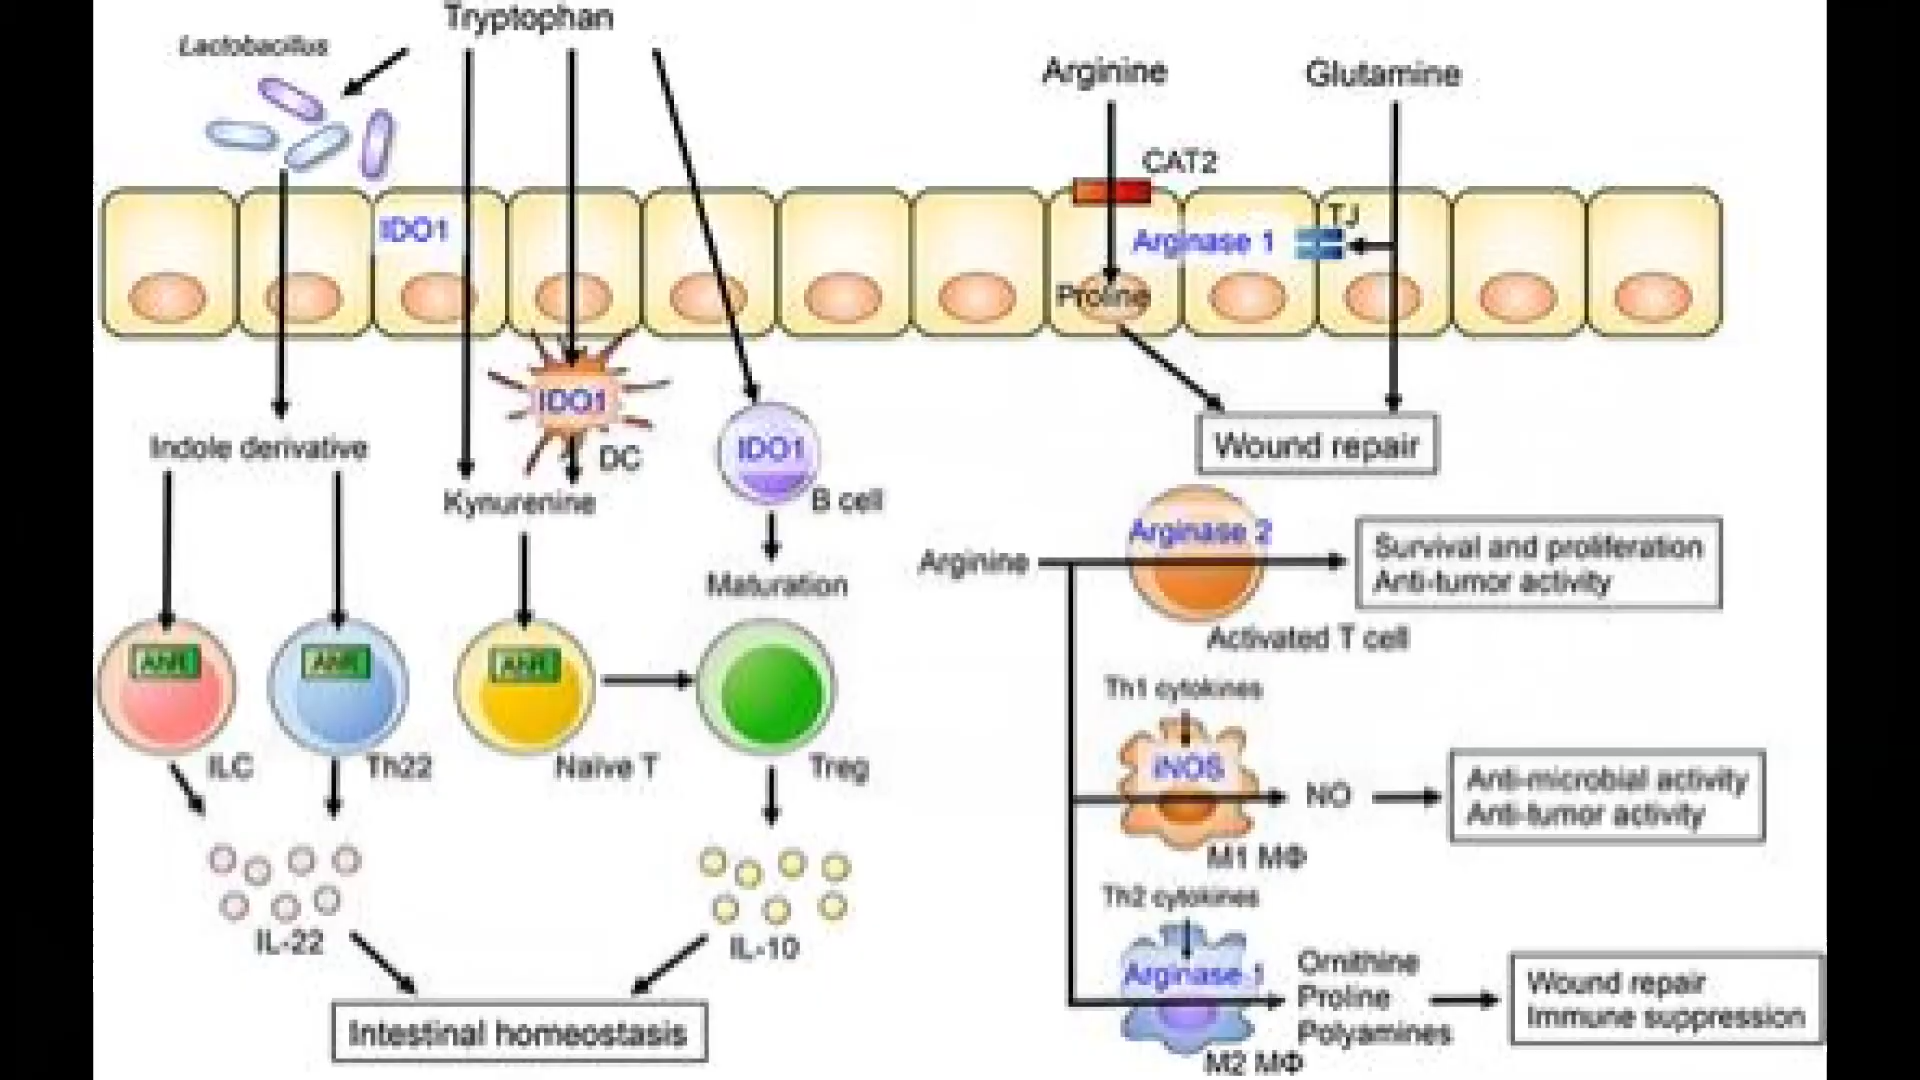 Tryptophan
Lactobacillus
Arginine
Glutamine
CAT2
IDO1
TJ
Arginase 1
Proline
IDO1
DC
IDO1
B cell
Indole derivative
Kynurenine
Maturation
Wound repair
Arginine
Arginase 2
Activated T cell
Survival and proliferation
Anti-tumor activity
AhR
AhR
AhR
ILC
Th22
Naïve T
Treg
Th1 cytokines
iNOS
NO
M1 MΦ
Anti-microbial activity
Anti-tumor activity
IL-22
IL-10
Intestinal homeostasis
Th2 cytokines
Arginase-1
M2 MΦ
Ornithine
Proline
Polyamines
Wound repair
Immune suppression